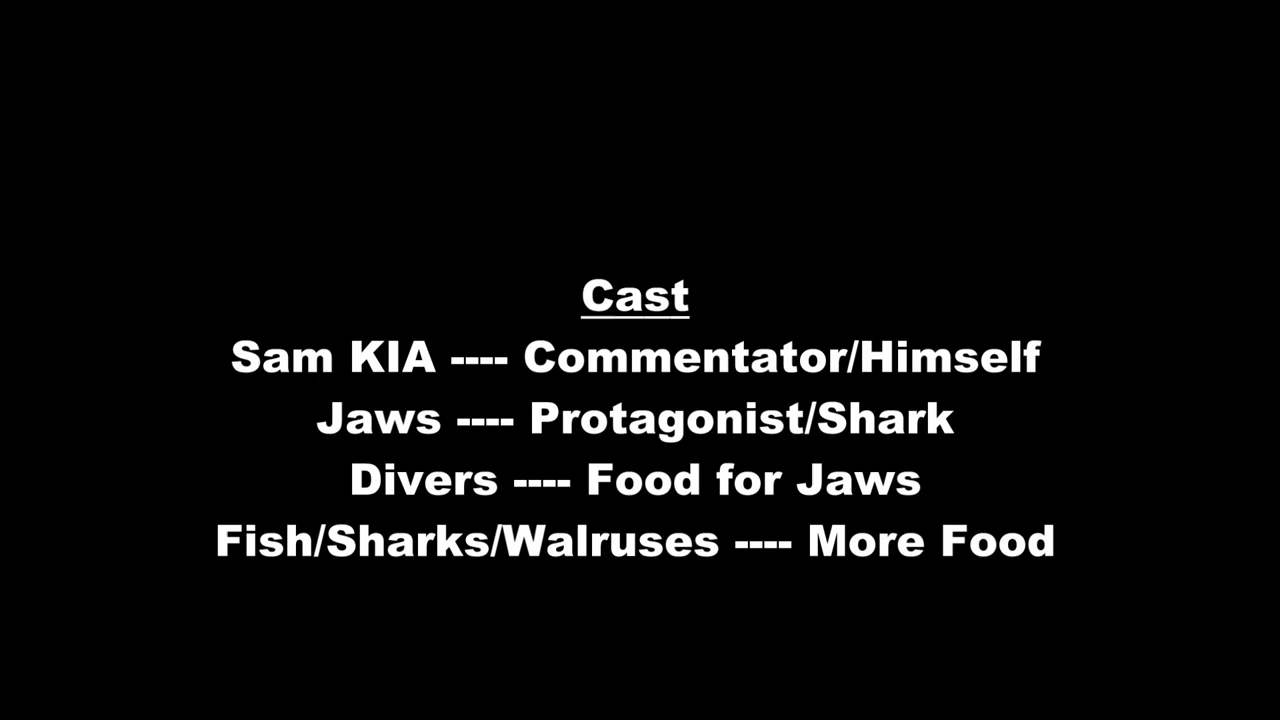 Cast
Sam KIA ---- Commentator/Himself
Jaws ---- Protagonist/Shark
Divers ---- Food for Jaws
Fish/Sharks/Walruses ---- More Food